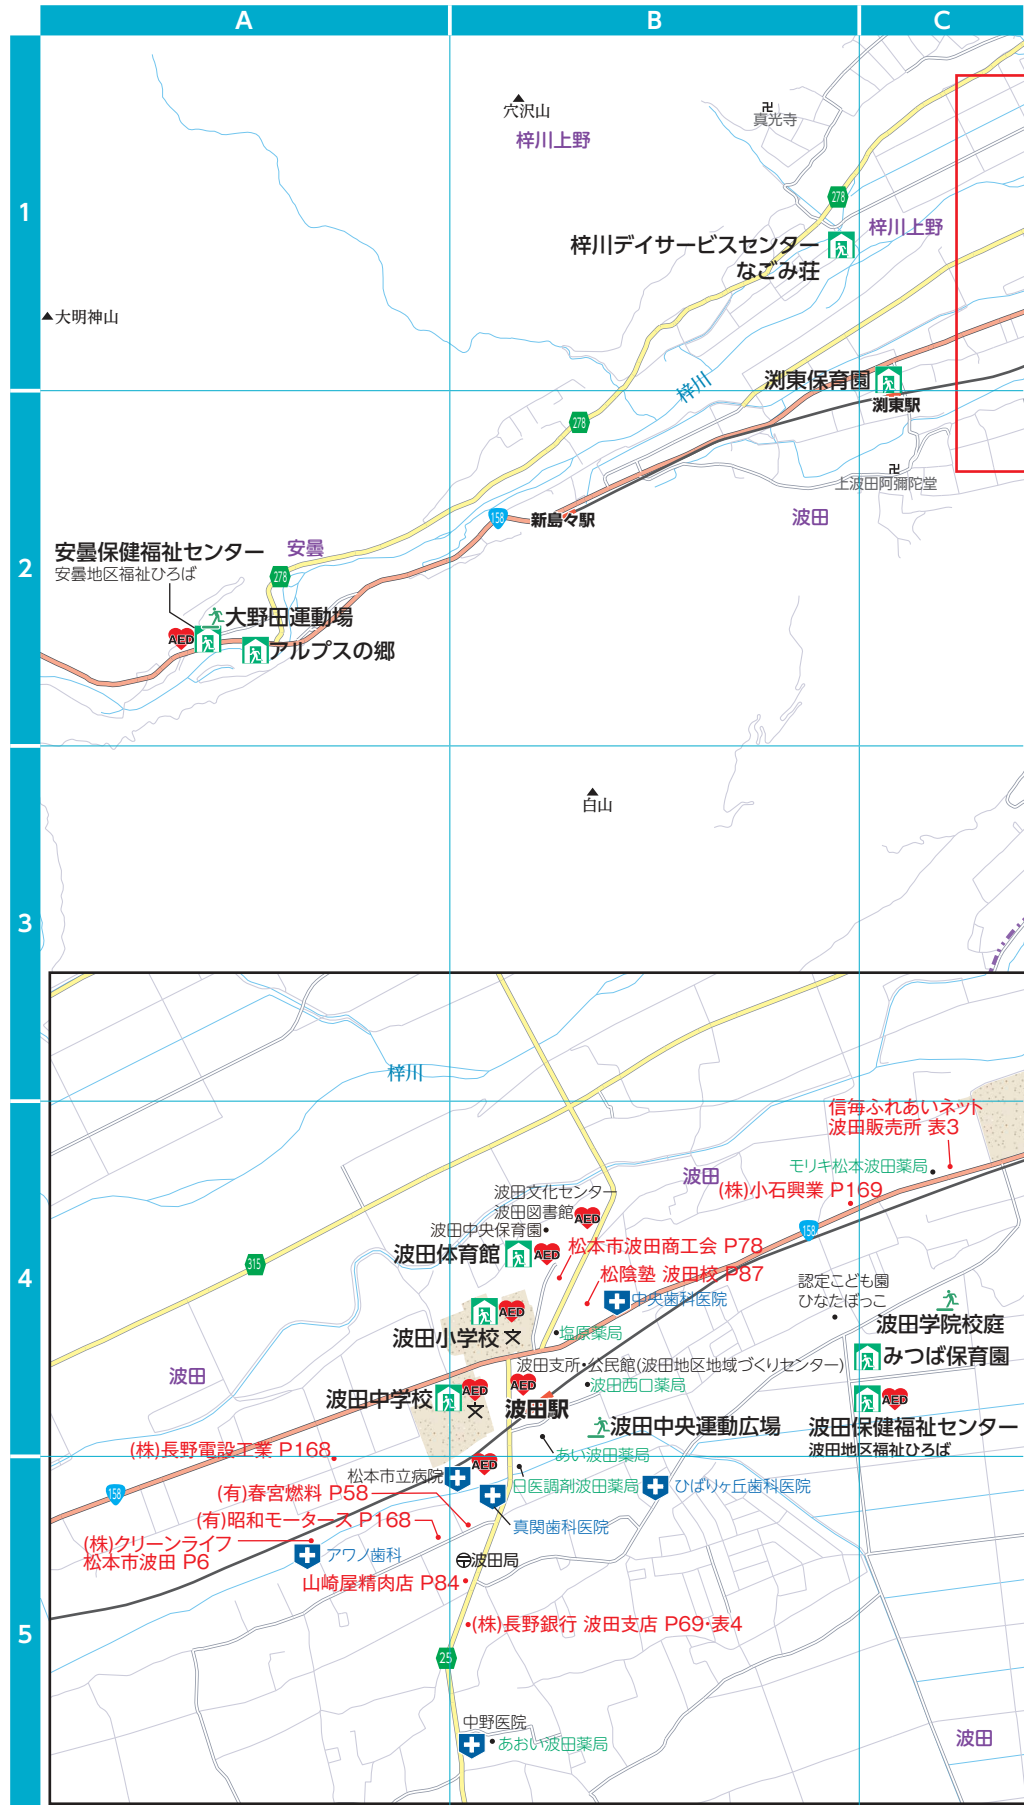 A
B
C
1
穴沢山
梓川上野
真光寺
278
梓川上野
梓川デイサービスセンター
なごみ荘
大明神山
梓川
渕東保育園
渕東駅
278
上波田阿彌陀堂
2
158
新島々駅
波田
安曇
安曇保健福祉センター
安曇地区福祉ひろば
278
大野田運動場
AED
アルプスの郷
3
白山
梓川
信毎ふれあいネット
波田販売所 表3
モリキ松本波田薬局
波田
(株)小石興業 P169
158
4
波田文化センター
波田図書館
AED
波田中央保育園
波田体育館
AED
松本市波田商工会 P78
315
松陰塾 波田校 P87
中央歯科医院
認定こども園
ひなたぼっこ
AED
波田小学校
塩原薬局
波田学院校庭
みつば保育園
波田支所・公民館(波田地区地域づくりセンター)
波田
波田西口薬局
波田中学校
AED
AED
波田駅
AED
波田中央運動広場
波田保健福祉センター
波田地区福祉ひろば
(株)長野電設工業 P168
あい波田薬局
松本市立病院
AED
158
(有)春宮燃料 P58
日医調剤波田薬局
ひばりヶ丘歯科医院
(有)昭和モータース P168
真関歯科医院
(株)クリーンライフ
松本市波田 P6
アワノ歯科
波田局
山崎屋精肉店 P84
5
(株)長野銀行 波田支店 P69・表4
25
中野医院
あおい波田薬局
波田